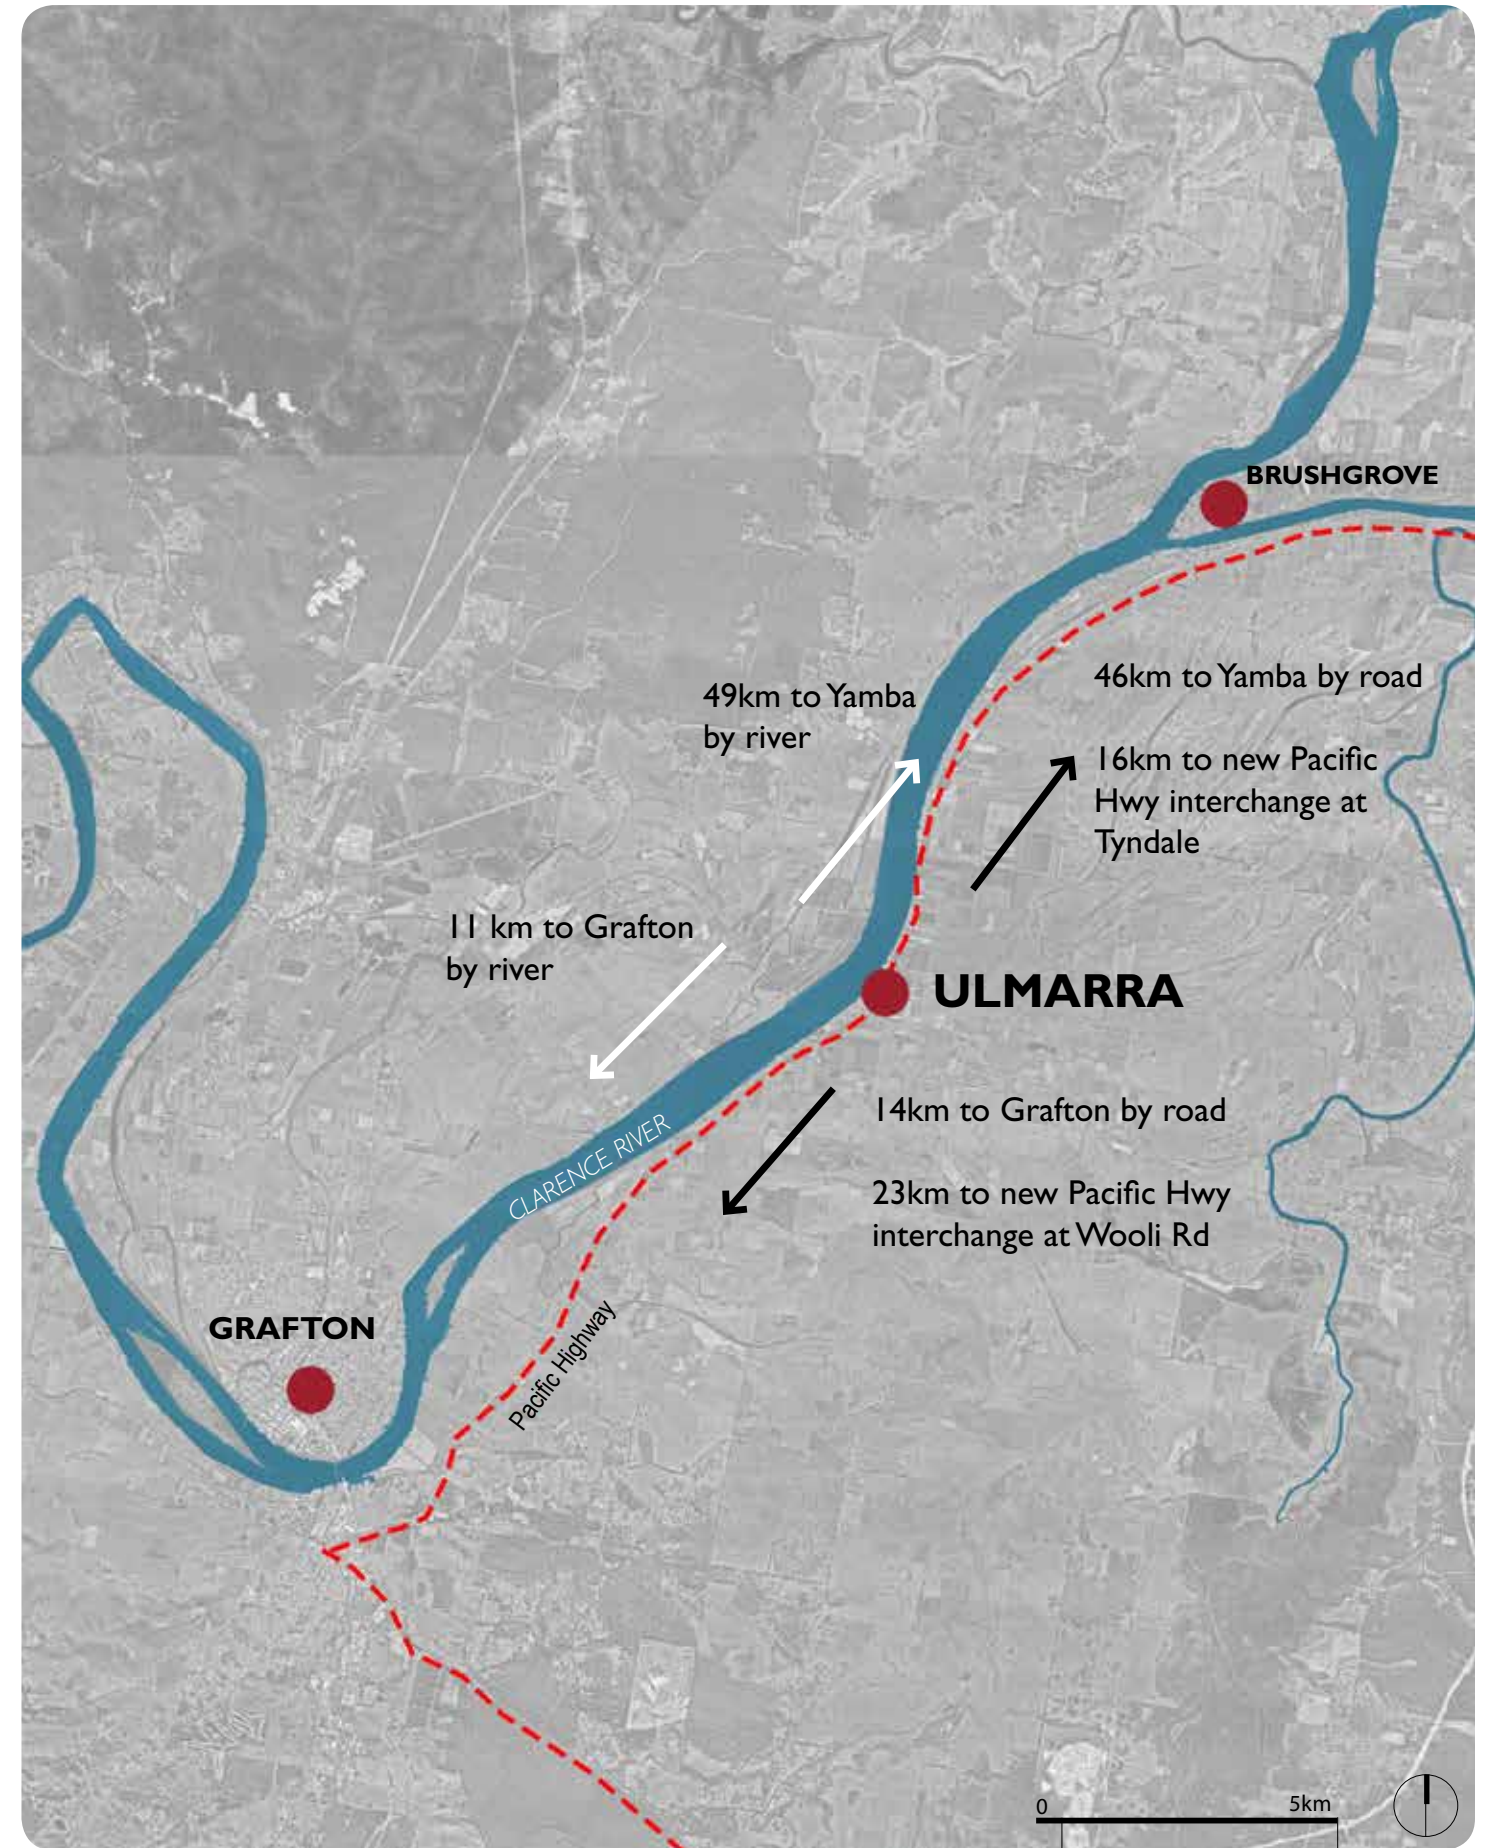 BRUSHGROVE
46km to Yamba by road
49km to Yamba
by river
16km to new Pacific
Hwy interchange at
Tyndale
11 km to Grafton
by river
ULMARRA
14km to Grafton by road
CLARENCE RIVER
23km to new Pacific Hwy
interchange at Wooli Rd
GRAFTON
Pacific Highway
0
5km